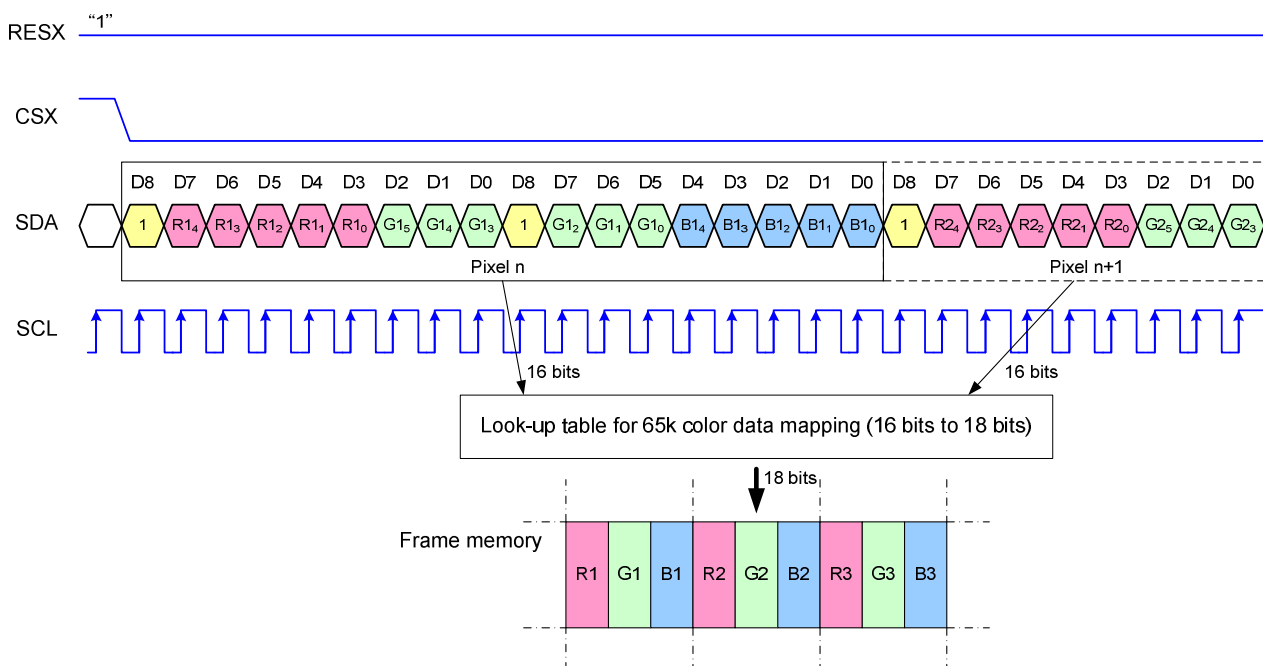 “1”
RESX
CSX
D8 D7 D6 D5 D4 D3 D2 D1 D0 D8 D7 D6 D5 D4 D3 D2 D1 D0 D8 D7 D6 D5 D4 D3 D2 D1 D0
SDA 1 R1₄ R1₃ R1₂ R1₁ R1₀ G1₅ G1₄ G1₃ 1 G1₂ G1₁ G1₀ B1₄ B1₃ B1₂ B1₁ B1₀ 1 R2₄ R2₃ R2₂ R2₁ R2₀ G2₅ G2₄ G2₃
Pixel n Pixel n+1
SCL
16 bits 16 bits
Look-up table for 65k color data mapping (16 bits to 18 bits)
18 bits
Frame memory
R1 G1 B1 R2 G2 B2 R3 G3 B3